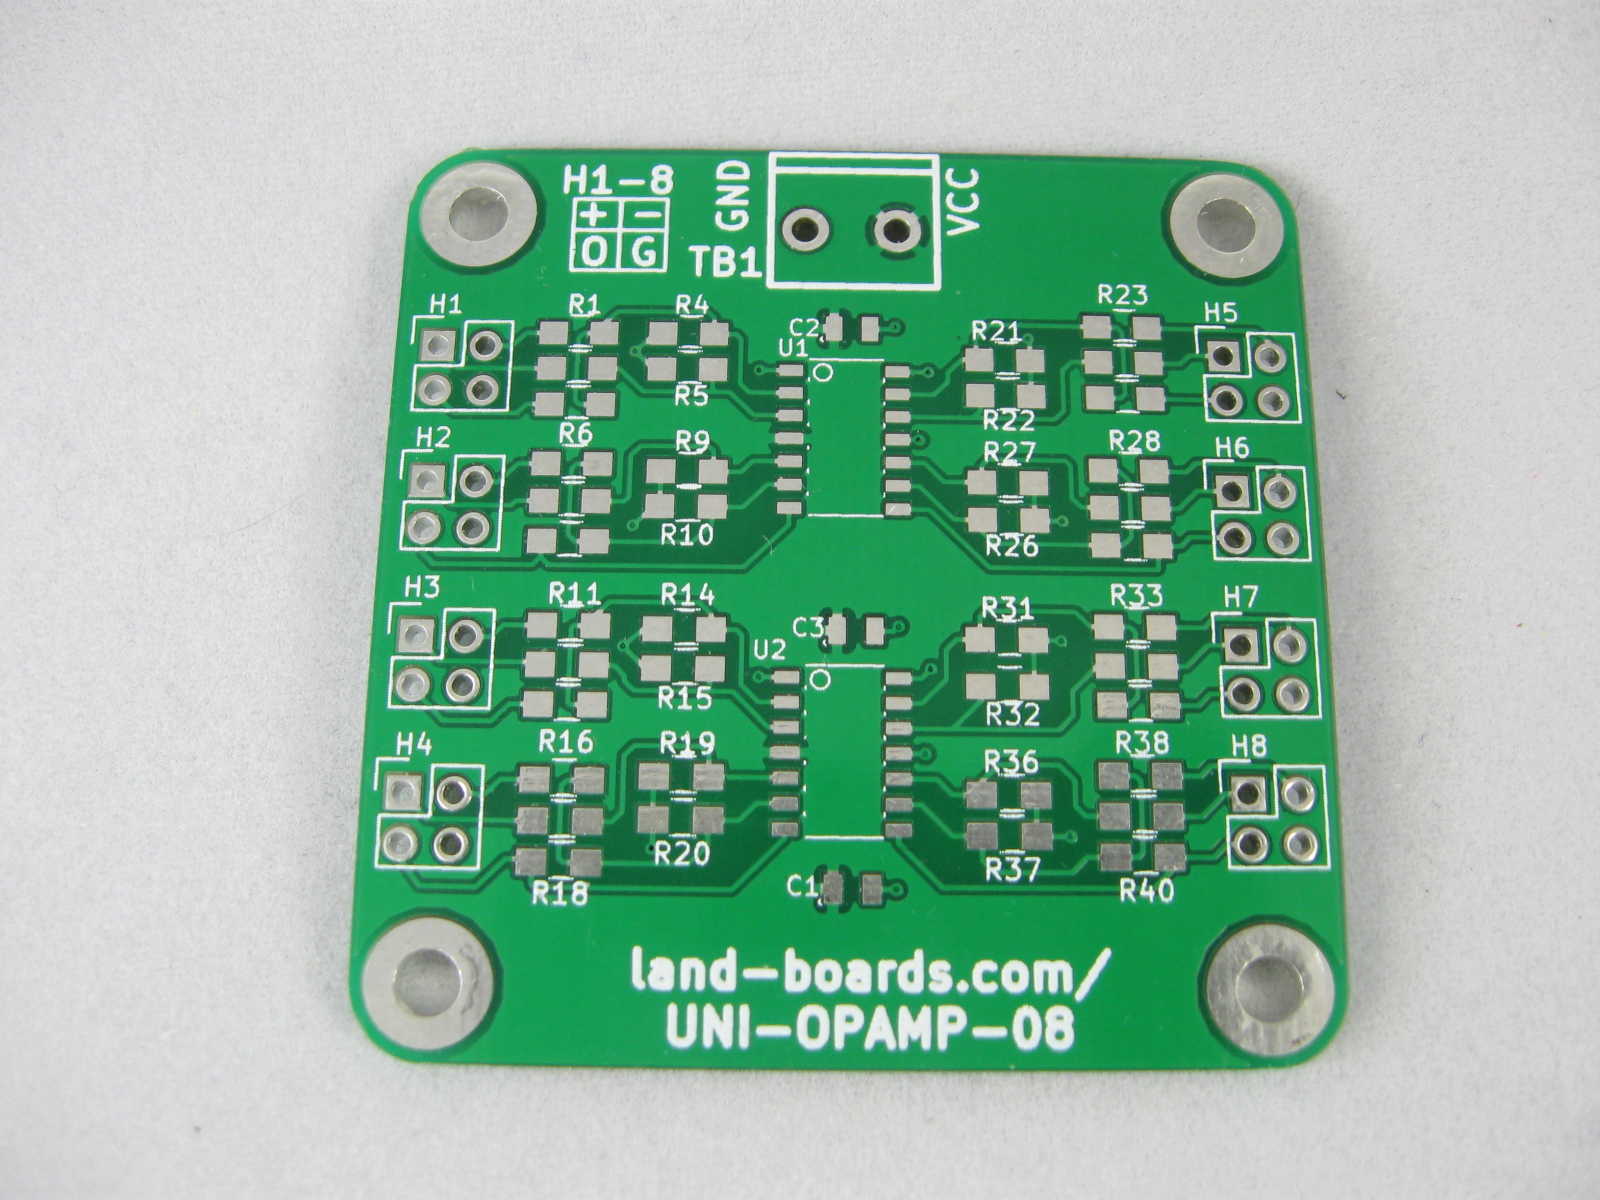 H1-8
+ -
O G
GND
VCC
TB1
H1
R1
R4
C2
U1
R21
R23
H5
R5
R22
H2
R6
R9
R27
R28
H6
R10
R26
H3
R11
R14
C3
U2
R31
R33
H7
R15
R32
H4
R16
R19
R36
R38
H8
R20
R37
R18
C1
R40
land-boards.com/
UNI-OPAMP-08